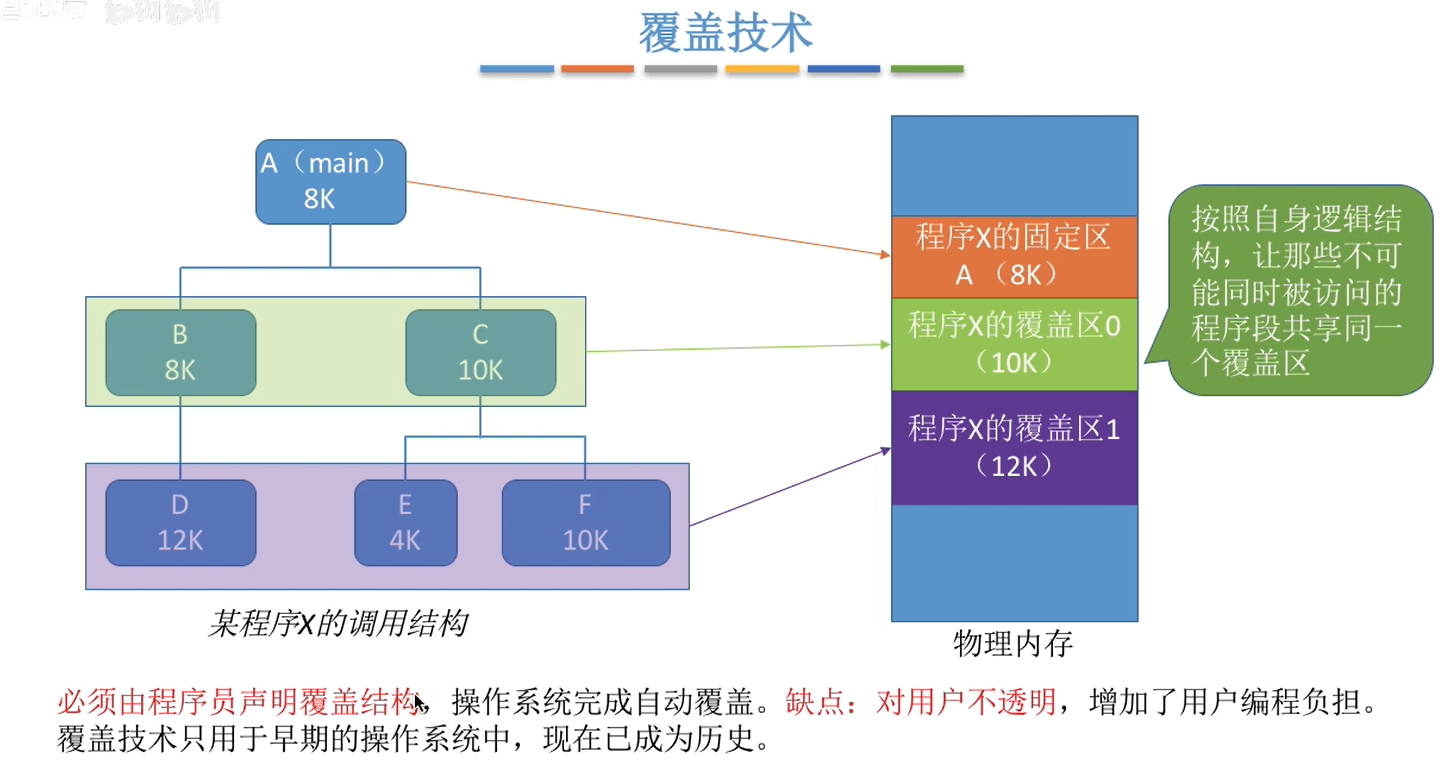 覆盖技术
A（main）
8K
B
8K
C
10K
D
12K
E
4K
F
10K
某程序X的调用结构
程序X的固定区
A （8K）
程序X的覆盖区0
（10K）
程序X的覆盖区1
（12K）
物理内存
按照自身逻辑结
构，让那些不可
能同时被访问的
程序段共享同一
个覆盖区
必须由程序员声明覆盖结构，操作系统完成自动覆盖。缺点：对用户不透明，增加了用户编程负担。
覆盖技术只用于早期的操作系统中，现在已成为历史。